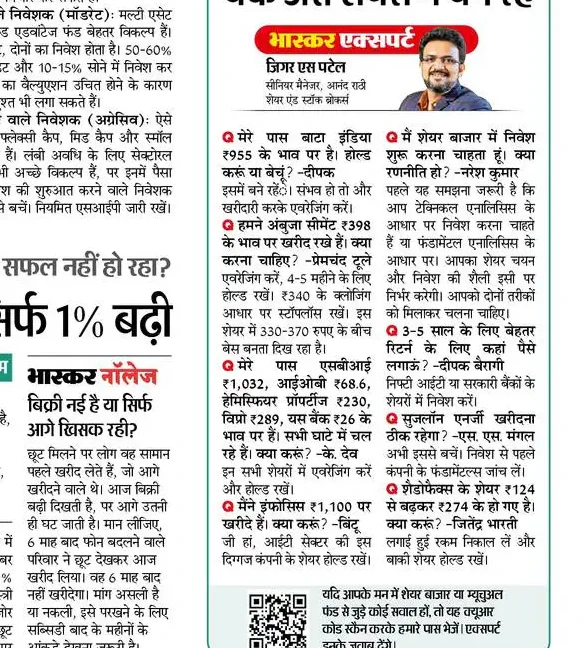 निवेशक (मॉडरेट): मल्टी एसेट
ड एडवांटेज फंड बेहतर विकल्प हैं।
, दोनों का निवेश होता है। 50-60%
और 10-15% सोने में निवेश कर
का वैल्युएशन उचित होने के कारण
भी लगा सकते हैं।
वाले निवेशक (अग्रेसिव): ऐसे
फ्लेक्सी कैप, मिड कैप और स्मॉल
हैं। लंबी अवधि के लिए सेक्टोरल
भी अच्छे विकल्प हैं, पर इनमें पैसा
श की शुरुआत करने वाले निवेशक
से बचें। नियमित एसआईपी जारी रखें।
सफल नहीं हो रहा?
1% बढ़ी
भास्कर नॉलेज
बिक्री नई है या सिर्फ
आगे खिसक रही?
छूट मिलने पर लोग वह सामान
पहले खरीद लेते हैं, जो आगे
खरीदने वाले थे। आज बिक्री
बढ़ी दिखती है, पर आगे उतनी
ही घट जाती है। मान लीजिए,
6 माह बाद फोन बदलने वाले
परिवार ने छूट देखकर आज
खरीद लिया। वह 6 माह बाद
नहीं खरीदेगा। मांग असली है
या नकली, इसे परखने के लिए
सब्सिडी बाद के महीनों के
भास्कर एक्सपर्ट
जिगर एस पटेल
सीनियर मैनेजर, आनंद राठी
शेयर एंड स्टॉक ब्रोकर्स
Q मेरे पास बाटा इंडिया
₹955 के भाव पर है। होल्ड
करूं या बेचूं? -दीपक
इसमें बने रहेंं। संभव हो तो और
खरीदारी करके एवरेजिंग करें।
Q हमने अंबुजा सीमेंट ₹398
के भाव पर खरीद रखे हैं। क्या
करना चाहिए? -प्रेमचंद टूले
एवरेजिंग करें, 4-5 महीने के लिए
होल्ड रखें। ₹340 के क्लोजिंग
आधार पर स्टॉपलॉस रखें। इस
शेयर में 330-370 रुपए के बीच
बेस बनता दिख रहा है।
Q मेरे पास एसबीआई
₹1,032, आईओबी ₹68.6,
हेमिस्फियर प्रॉपर्टीज ₹230,
विप्रो ₹289, यस बैंक ₹26 के
भाव पर हैं। सभी घाटे में चल
रहे हैं। क्या करूं? -के. देव
इन सभी शेयरों में एवरेजिंग करें
और होल्ड रखें।
Q मैंने इंफोसिस ₹1,100 पर
खरीदे हैं। क्या करूं? -बिंटू
जी हां, आईटी सेक्टर की इस
दिग्गज कंपनी के शेयर होल्ड रखें।
Q मैं शेयर बाजार में निवेश
शुरू करना चाहता हूं। क्या
रणनीति हो? -नरेश कुमार
पहले यह समझना जरूरी है कि
आप टेक्निकल एनालिसिस के
आधार पर निवेश करना चाहते
हैं या फंडामेंटल एनालिसिस के
आधार पर। आपका शेयर चयन
और निवेश की शैली इसी पर
निर्भर करेगी। आपको दोनों तरीकों
को मिलाकर चलना चाहिए।
Q 3-5 साल के लिए बेहतर
रिटर्न के लिए कहां पैसे
लगाऊं? -दीपक बैरागी
निफ्टी आईटी या सरकारी बैंकों के
शेयरों में निवेश करें।
Q सुजलॉन एनर्जी खरीदना
ठीक रहेगा? -एस. एस. मंगल
अभी इससे बचें। निवेश से पहले
कंपनी के फंडामेंटल्स जांच लें।
Q शैडोफैक्स के शेयर ₹124
से बढ़कर ₹274 के हो गए है।
क्या करूं? -जितेंद्र भारती
लगाई हुई रकम निकाल लें और
बाकी शेयर होल्ड रखें।
यदि आपके मन में शेयर बाजार या म्यूचुअल
फंड से जुड़े कोई सवाल हों, तो यह क्यूआर
कोड स्कैन करके हमारे पास भेजें। एक्सपर्ट
इनके जवाब देंगे।